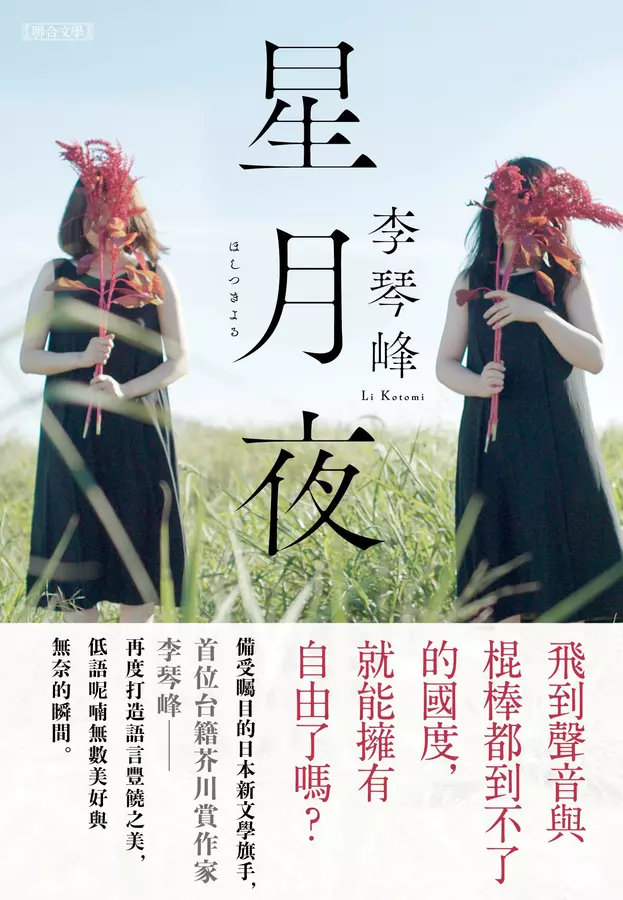 《聯合文學》
星月夜
ほしつきよる
李琴峰
Li Kotomi
飛到聲音與
棍棒都到不了
的國度，
就能擁有
自由了嗎？
備受矚目的日本新文學旗手，
首位台籍芥川賞作家
李琴峰──
再度打造語言豐饒之美，
低語呢喃無數美好與
無奈的瞬間。